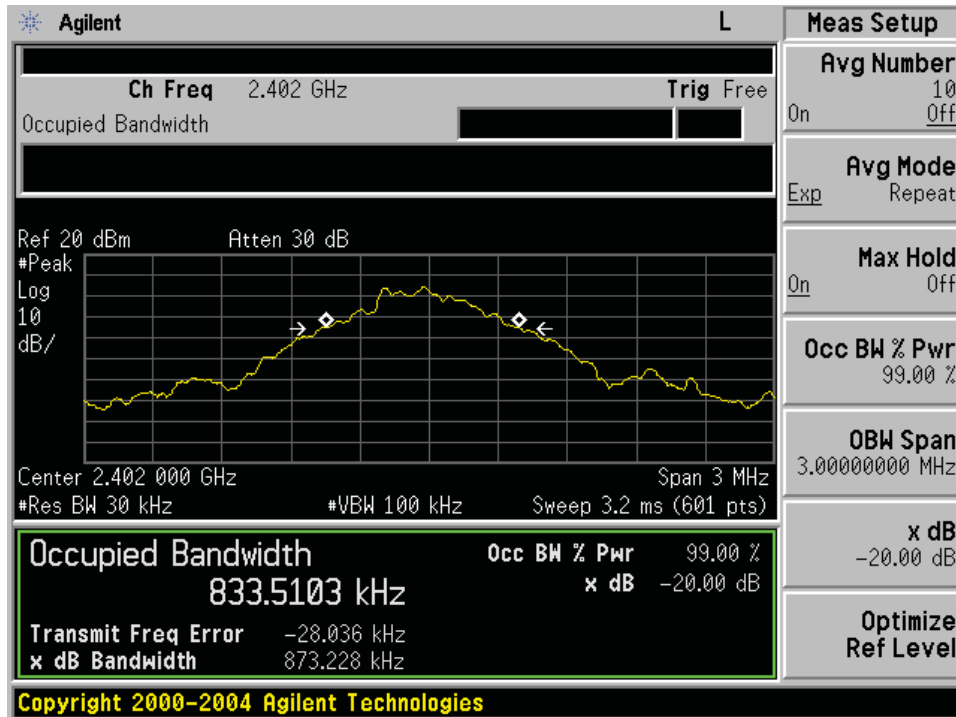 Agilent L Meas Setup
Ch Freq 2.402 GHz Trig Free
Occupied Bandwidth
Ref 20 dBm Atten 30 dB
#Peak
Log
10
dB/
Center 2.402 000 GHz Span 3 MHz
#Res BW 30 kHz #VBW 100 kHz Sweep 3.2 ms (601 pts)
Occupied Bandwidth Occ BW % Pwr 99.00 %
833.5103 kHz x dB -20.00 dB
Transmit Freq Error -28.036 kHz
x dB Bandwidth 873.228 kHz
Copyright 2000-2004 Agilent Technologies
Avg Number
10
On Off
Avg Mode
Exp Repeat
Max Hold
On Off
Occ BW % Pwr
99.00 %
OBW Span
3.00000000 MHz
x dB
-20.00 dB
Optimize
Ref Level